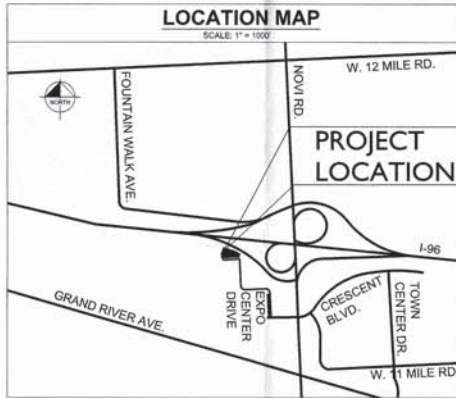 LOCATION MAP
SCALE: 1" = 1000'
W. 12 MILE RD.
NOVI RD.
FOUNTAIN WALK AVE.
NORTH
PROJECT
LOCATION
I-96
GRAND RIVER AVE.
EXPO
CENTER
DRIVE
CRESCENT
BLVD.
TOWN
CENTER DR.
W. 11 MILE RD